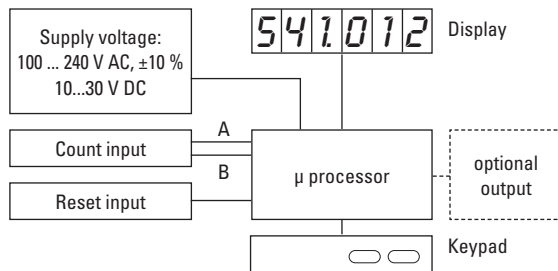 Supply voltage:
100 ... 240 V AC, ±10 %
10...30 V DC
541.012
Display
Count input
A
B
Reset input
µ processor
optional
output
Keypad